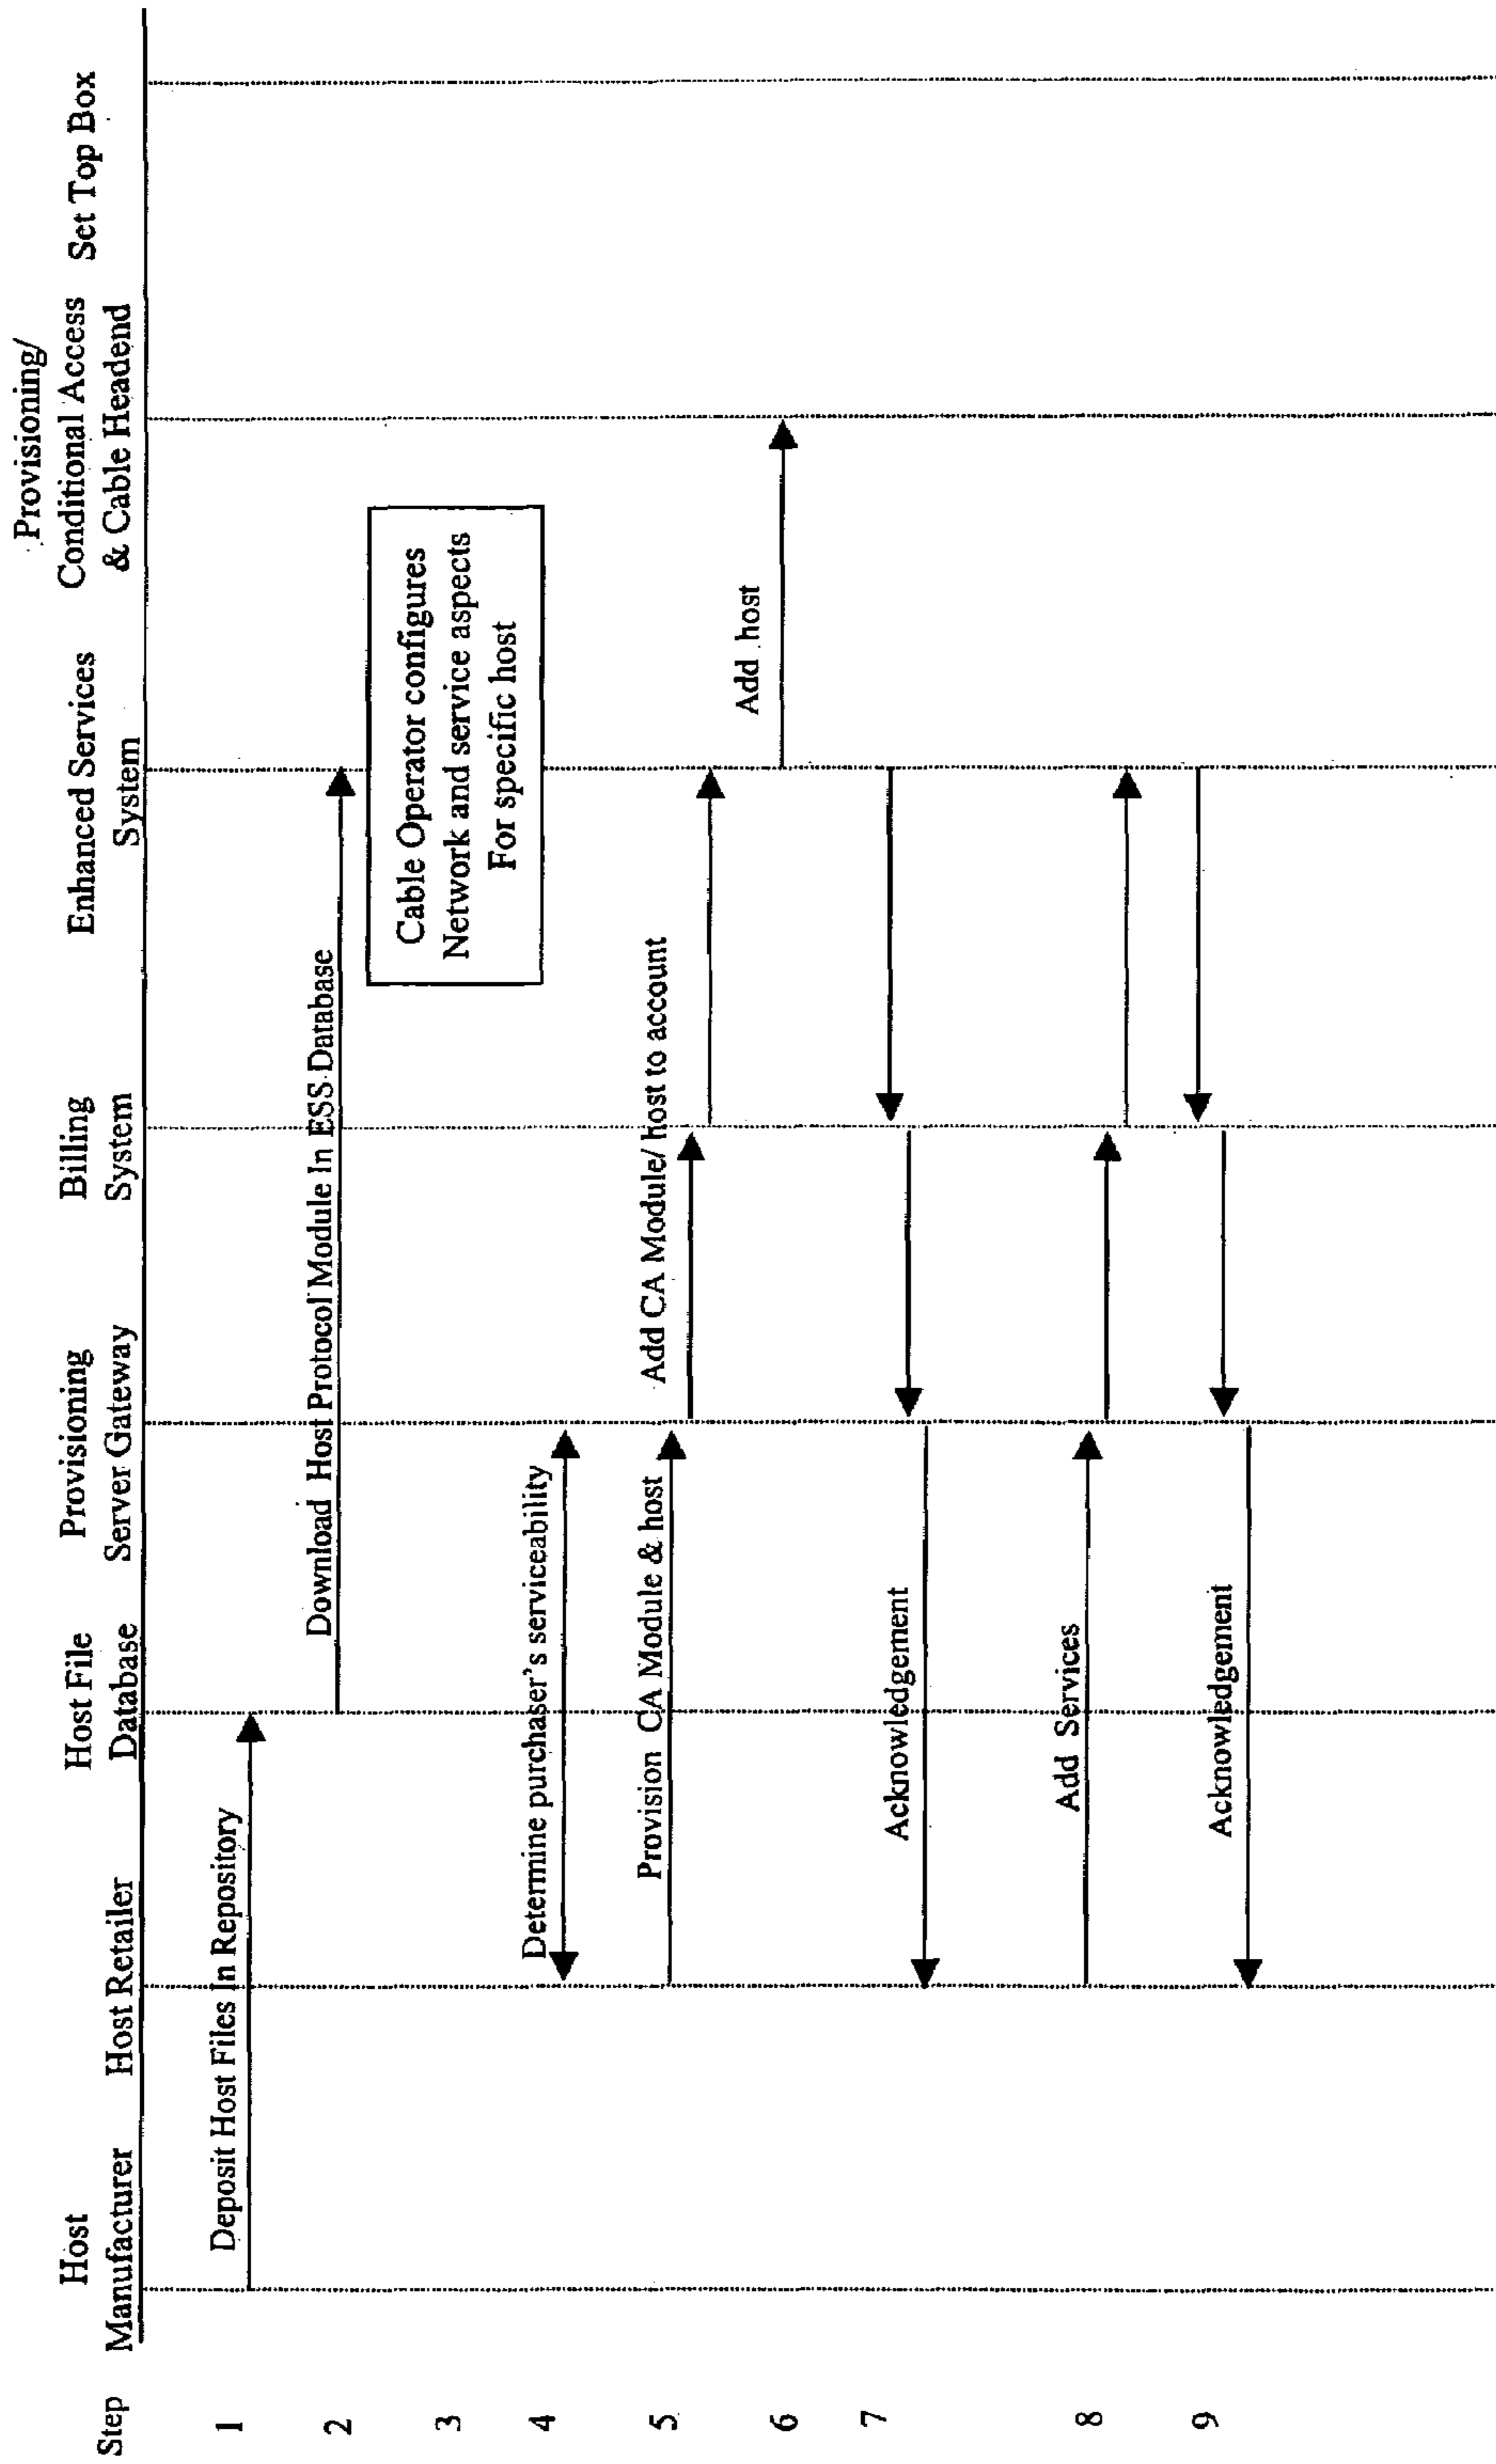 Step
Host
Manufacturer
Host Retailer
Host File
Database
Provisioning
Server Gateway
Billing
System
Enhanced Services
System
Provisioning/
Conditional Access
& Cable Headend
Set Top Box
1
Deposit Host Files In Repository
2
Download Host Protocol Module In ESS Database
3
Cable Operator configures
Network and service aspects
For specific host
4
Determine purchaser's serviceability
5
Provision CA Module & host
Add CA Module/ host to account
6
Add host
7
Acknowledgement
8
Add Services
9
Acknowledgement